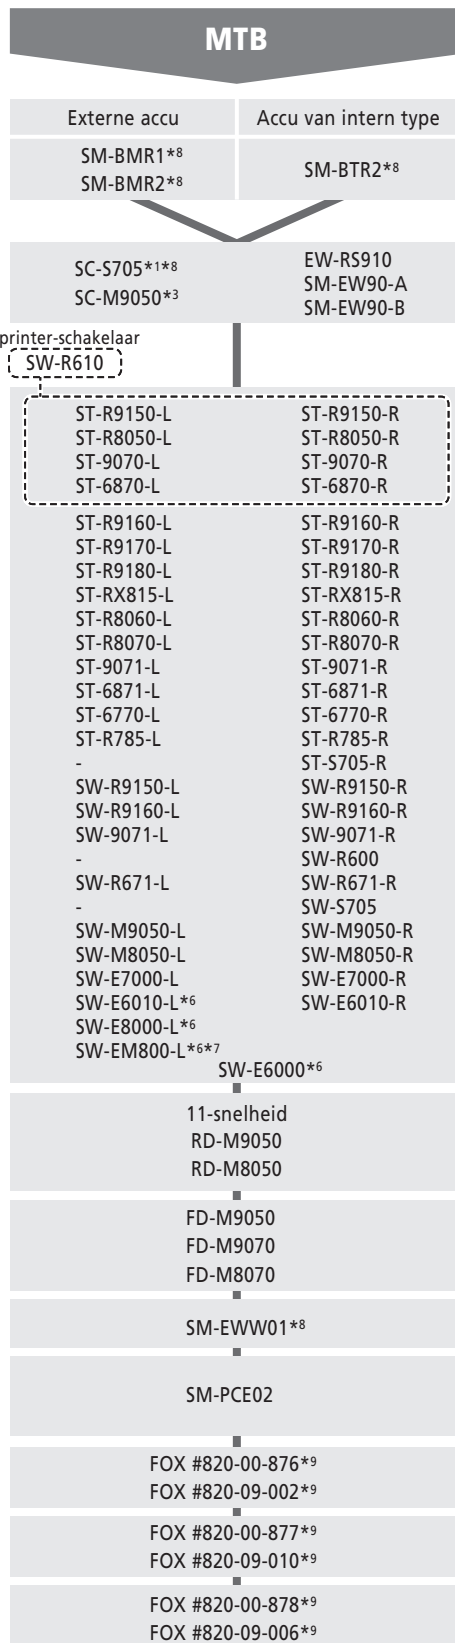 MTB
Externe accu Accu van intern type
SM-BMR1*8
SM-BMR2*8
SM-BTR2*8
SC-S705*1*8
SC-M9050*3
EW-RS910
SM-EW90-A
SM-EW90-B
printer-schakelaar
SW-R610
ST-R9150-L ST-R9150-R
ST-R8050-L ST-R8050-R
ST-9070-L ST-9070-R
ST-6870-L ST-6870-R
ST-R9160-L ST-R9160-R
ST-R9170-L ST-R9170-R
ST-R9180-L ST-R9180-R
ST-RX815-L ST-RX815-R
ST-R8060-L ST-R8060-R
ST-R8070-L ST-R8070-R
ST-9071-L ST-9071-R
ST-6871-L ST-6871-R
ST-6770-L ST-6770-R
ST-R785-L ST-R785-R
- ST-S705-R
SW-R9150-L SW-R9150-R
SW-R9160-L SW-R9160-R
SW-9071-L SW-9071-R
- SW-R600
SW-R671-L SW-R671-R
- SW-S705
SW-M9050-L SW-M9050-R
SW-M8050-L SW-M8050-R
SW-E7000-L SW-E7000-R
SW-E6010-L*6 SW-E6010-R
SW-E8000-L*6
SW-EM800-L*6*7
SW-E6000*6
11-snelheid
RD-M9050
RD-M8050
FD-M9050
FD-M9070
FD-M8070
SM-EWW01*8
SM-PCE02
FOX #820-00-876*9
FOX #820-09-002*9
FOX #820-00-877*9
FOX #820-09-010*9
FOX #820-00-878*9
FOX #820-09-006*9